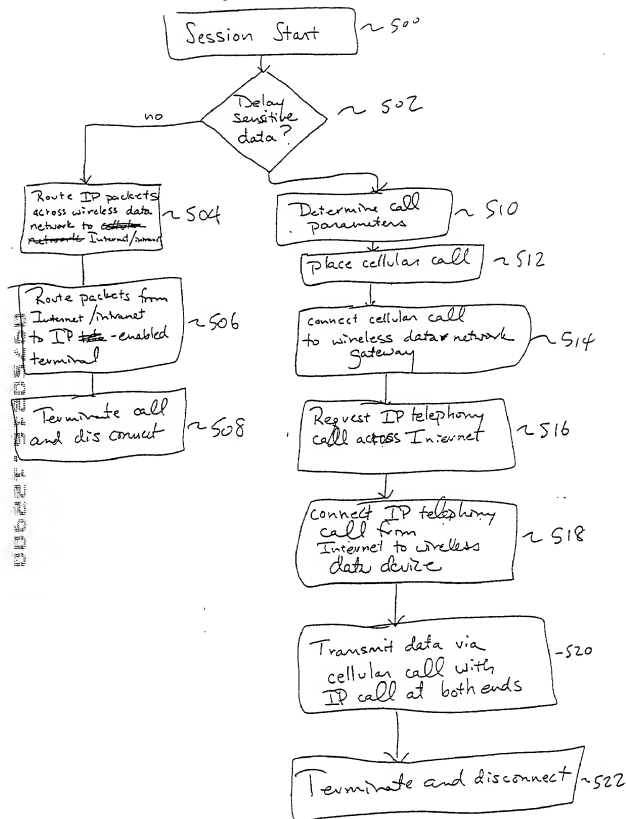 Session Start ~ 500
Delay
sensitive
data?
~ 502
no
Route IP packets
across wireless data
network to cellular
network Internet/intranet
~ 504
Route packets from
Internet/intranet
to IP -enabled
terminal
~ 506
Terminate call
and disconnect
~ 508
Determine call
parameters
~ 510
Place cellular call
~ 512
connect cellular call
to wireless data network
gateway
~ 514
Request IP telephony
call across Internet
~ 516
connect IP telephony
call from
Internet to wireless
data device
~ 518
Transmit data via
cellular call with
IP call at both ends
-520
Terminate and disconnect
~522